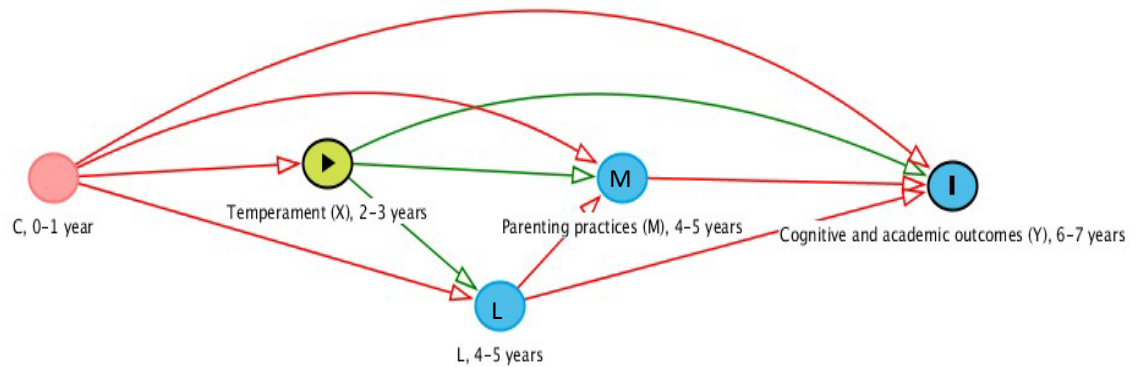 M
Temperament (X), 2-3 years
C, 0-1 year
Parenting practices (M), 4-5 years
I
Cognitive and academic outcomes (Y), 6-7 years
L
L, 4-5 years